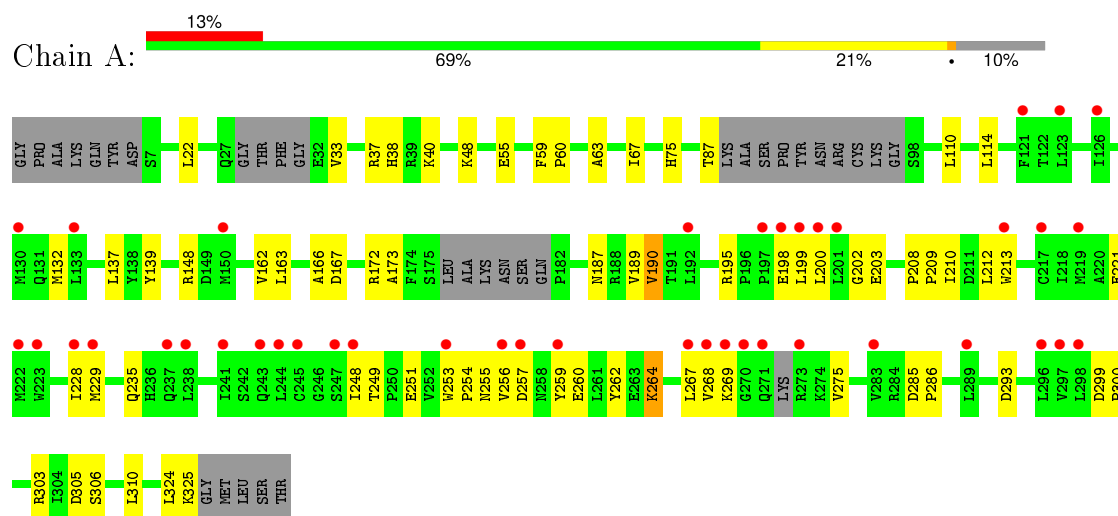 13%
Chain A:
69% 21% • 10%
GLY PRO ALA LYS GLN TYR ASP S7 L22 Q27 GLY THR PHE GLY E32 V33 R37 H38 R39 K40 K48 E55 F59 P60 A63 I67 H75 T87 LYS ALA SER PRO TYR ASN ARG CYS LYS GLY S98 L110 L114 F121 T122 L123 I126
M130 Q131 M132 L133 L137 Y138 Y139 R148 D149 M150 V162 L163 A166 D167 R172 A173 F174 S175 LEU ALA LYS ASN SER GLN P182 N187 R188 V189 V190 T191 L192 R195 P196 P197 E198 L199 L200 L201 G202 E203 P208 P209 I210 D211 L212 W213 C217 I218 M219 A220 E221
M222 W223 I228 M229 Q235 H236 Q237 L238 I241 S242 Q243 L244 C245 G246 S247 I248 T249 P250 E251 V252 W253 P254 N255 V256 D257 N258 Y259 E260 L261 Y262 E263 K264 L267 V268 K269 G270 Q271 LYS R273 K274 V275 V283 R284 D285 P286 L289 D293 L296 V297 L298 D299 P300
R303 I304 D305 S306 L310 L324 K325 GLY MET LEU SER THR